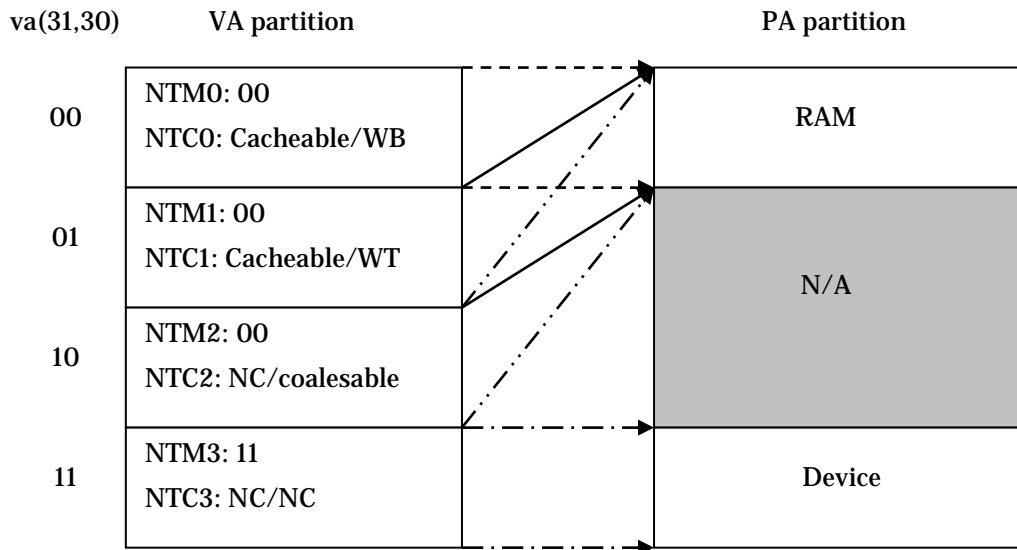 va(31,30) VA partition PA partition
00
NTM0: 00
NTC0: Cacheable/WB
RAM
01
NTM1: 00
NTC1: Cacheable/WT
N/A
10
NTM2: 00
NTC2: NC/coalesable
11
NTM3: 11
NTC3: NC/NC
Device